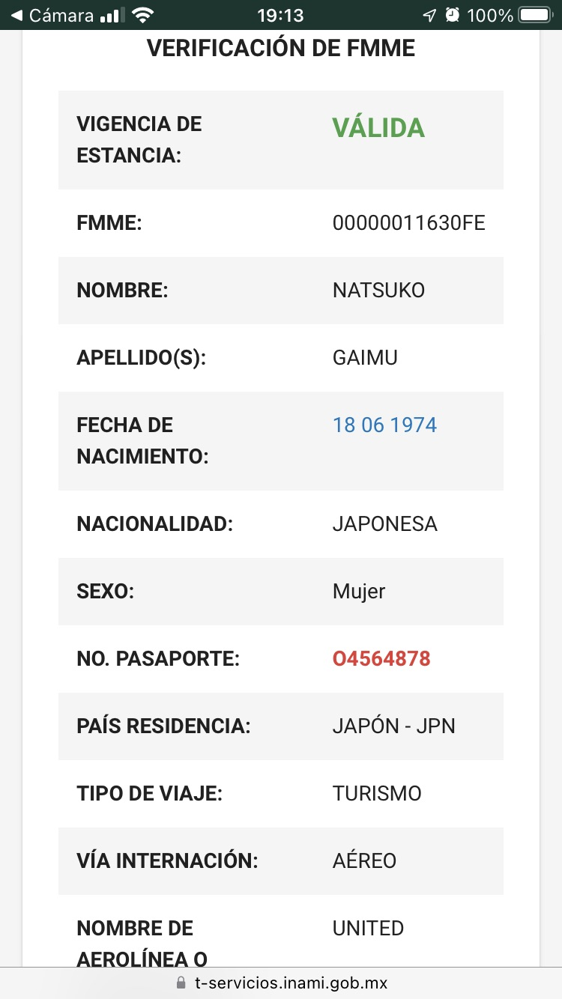 Cámara 19:13 100%
VERIFICACIÓN DE FMME
VIGENCIA DE VÁLIDA
ESTANCIA:
FMME: 00000011630FE
NOMBRE: NATSUKO
APELLIDO(S): GAIMU
FECHA DE 18 06 1974
NACIMIENTO:
NACIONALIDAD: JAPONESA
SEXO: Mujer
NO. PASAPORTE: O4564878
PAÍS RESIDENCIA: JAPÓN - JPN
TIPO DE VIAJE: TURISMO
VÍA INTERNACIÓN: AÉREO
NOMBRE DE UNITED
AEROLÍNEA O
t-servicios.inami.gob.mx